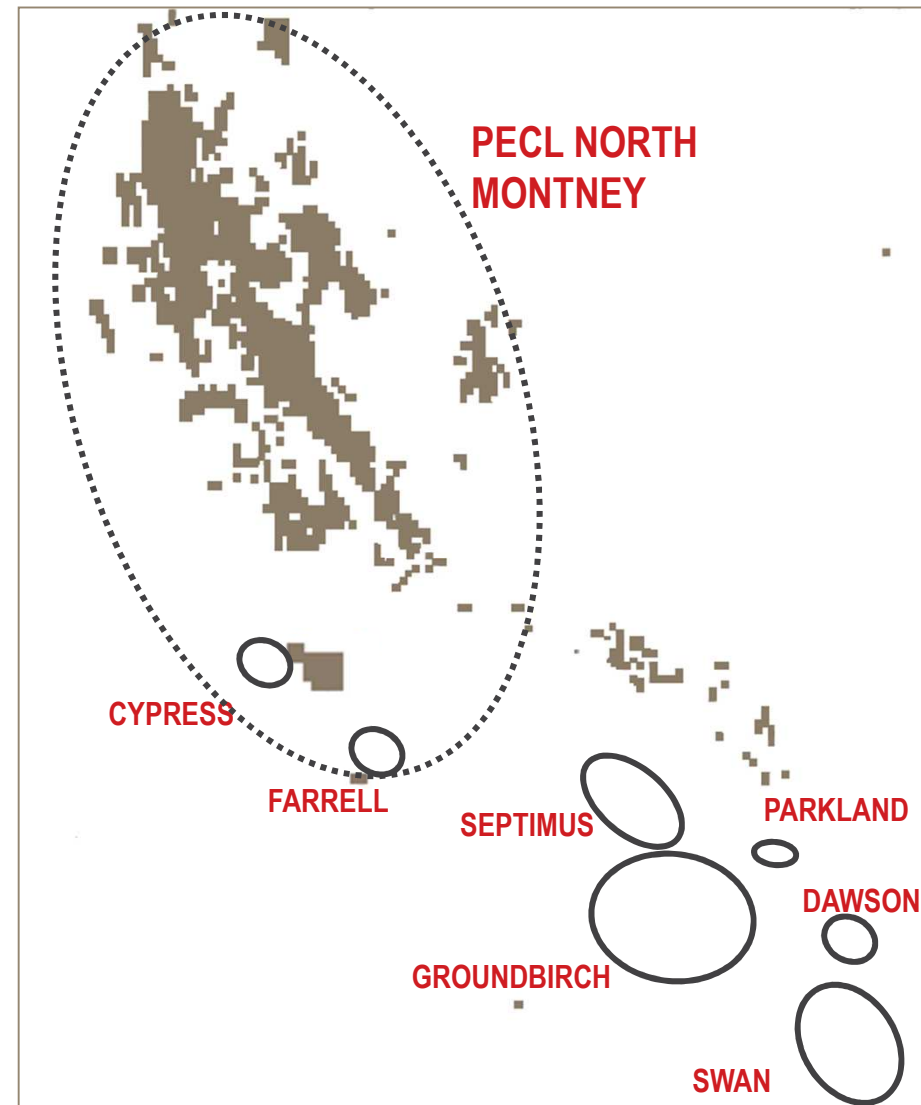 PECL NORTH
MONTNEY
CYPRESS
FARRELL
SEPTIMUS
PARKLAND
DAWSON
GROUNDBIRCH
SWAN